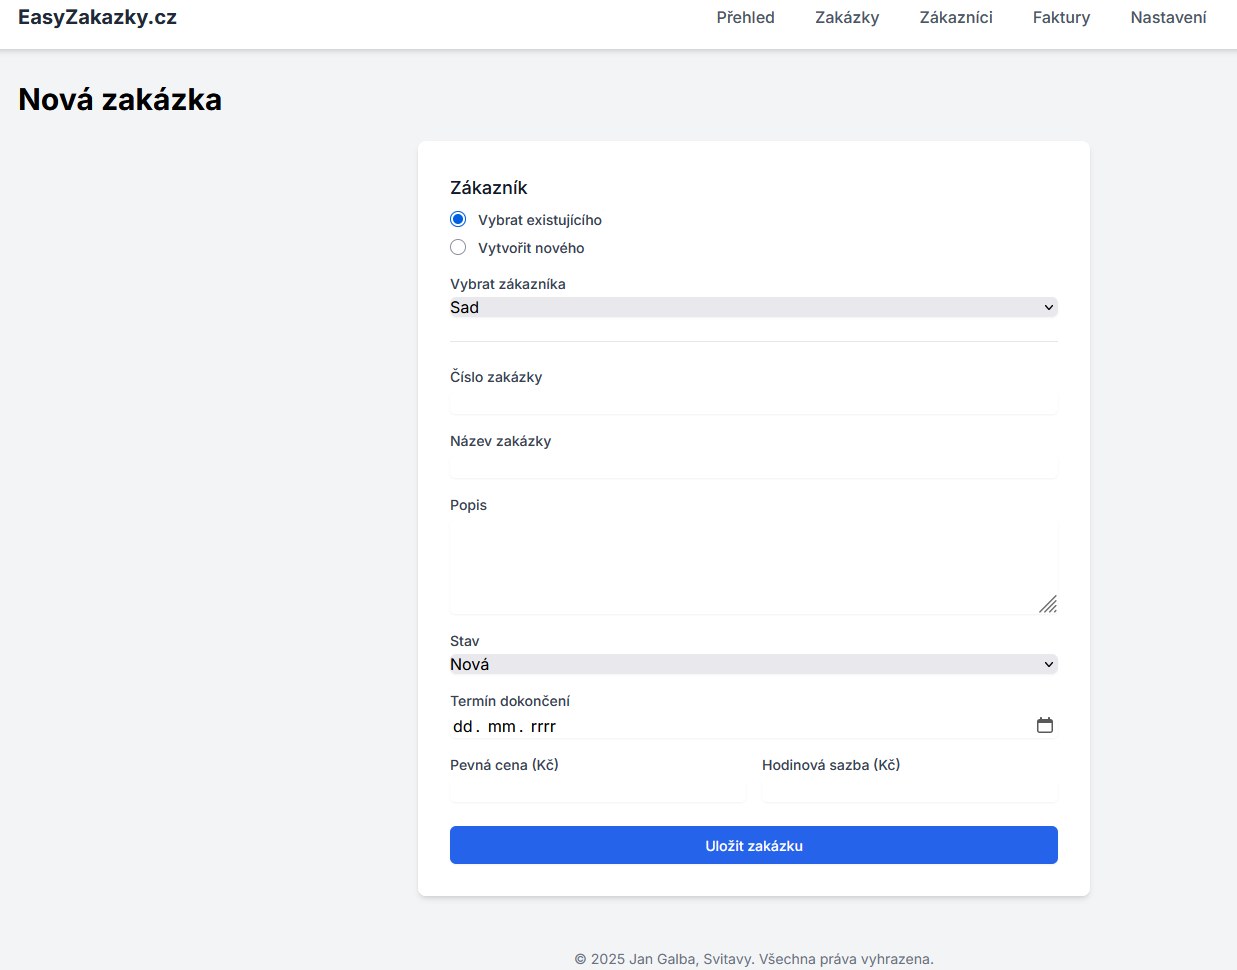 EasyZakazky.cz
Přehled
Zakázky
Zákazníci
Faktury
Nastavení
Nová zakázka
Zákazník
Vybrat existujícího
Vytvořit nového
Vybrat zákazníka
Sad
Číslo zakázky
Název zakázky
Popis
Stav
Nová
Termín dokončení
dd. mm. rrrr
Pevná cena (Kč)
Hodinová sazba (Kč)
Uložit zakázku
© 2025 Jan Galba, Svitavy. Všechna práva vyhrazena.